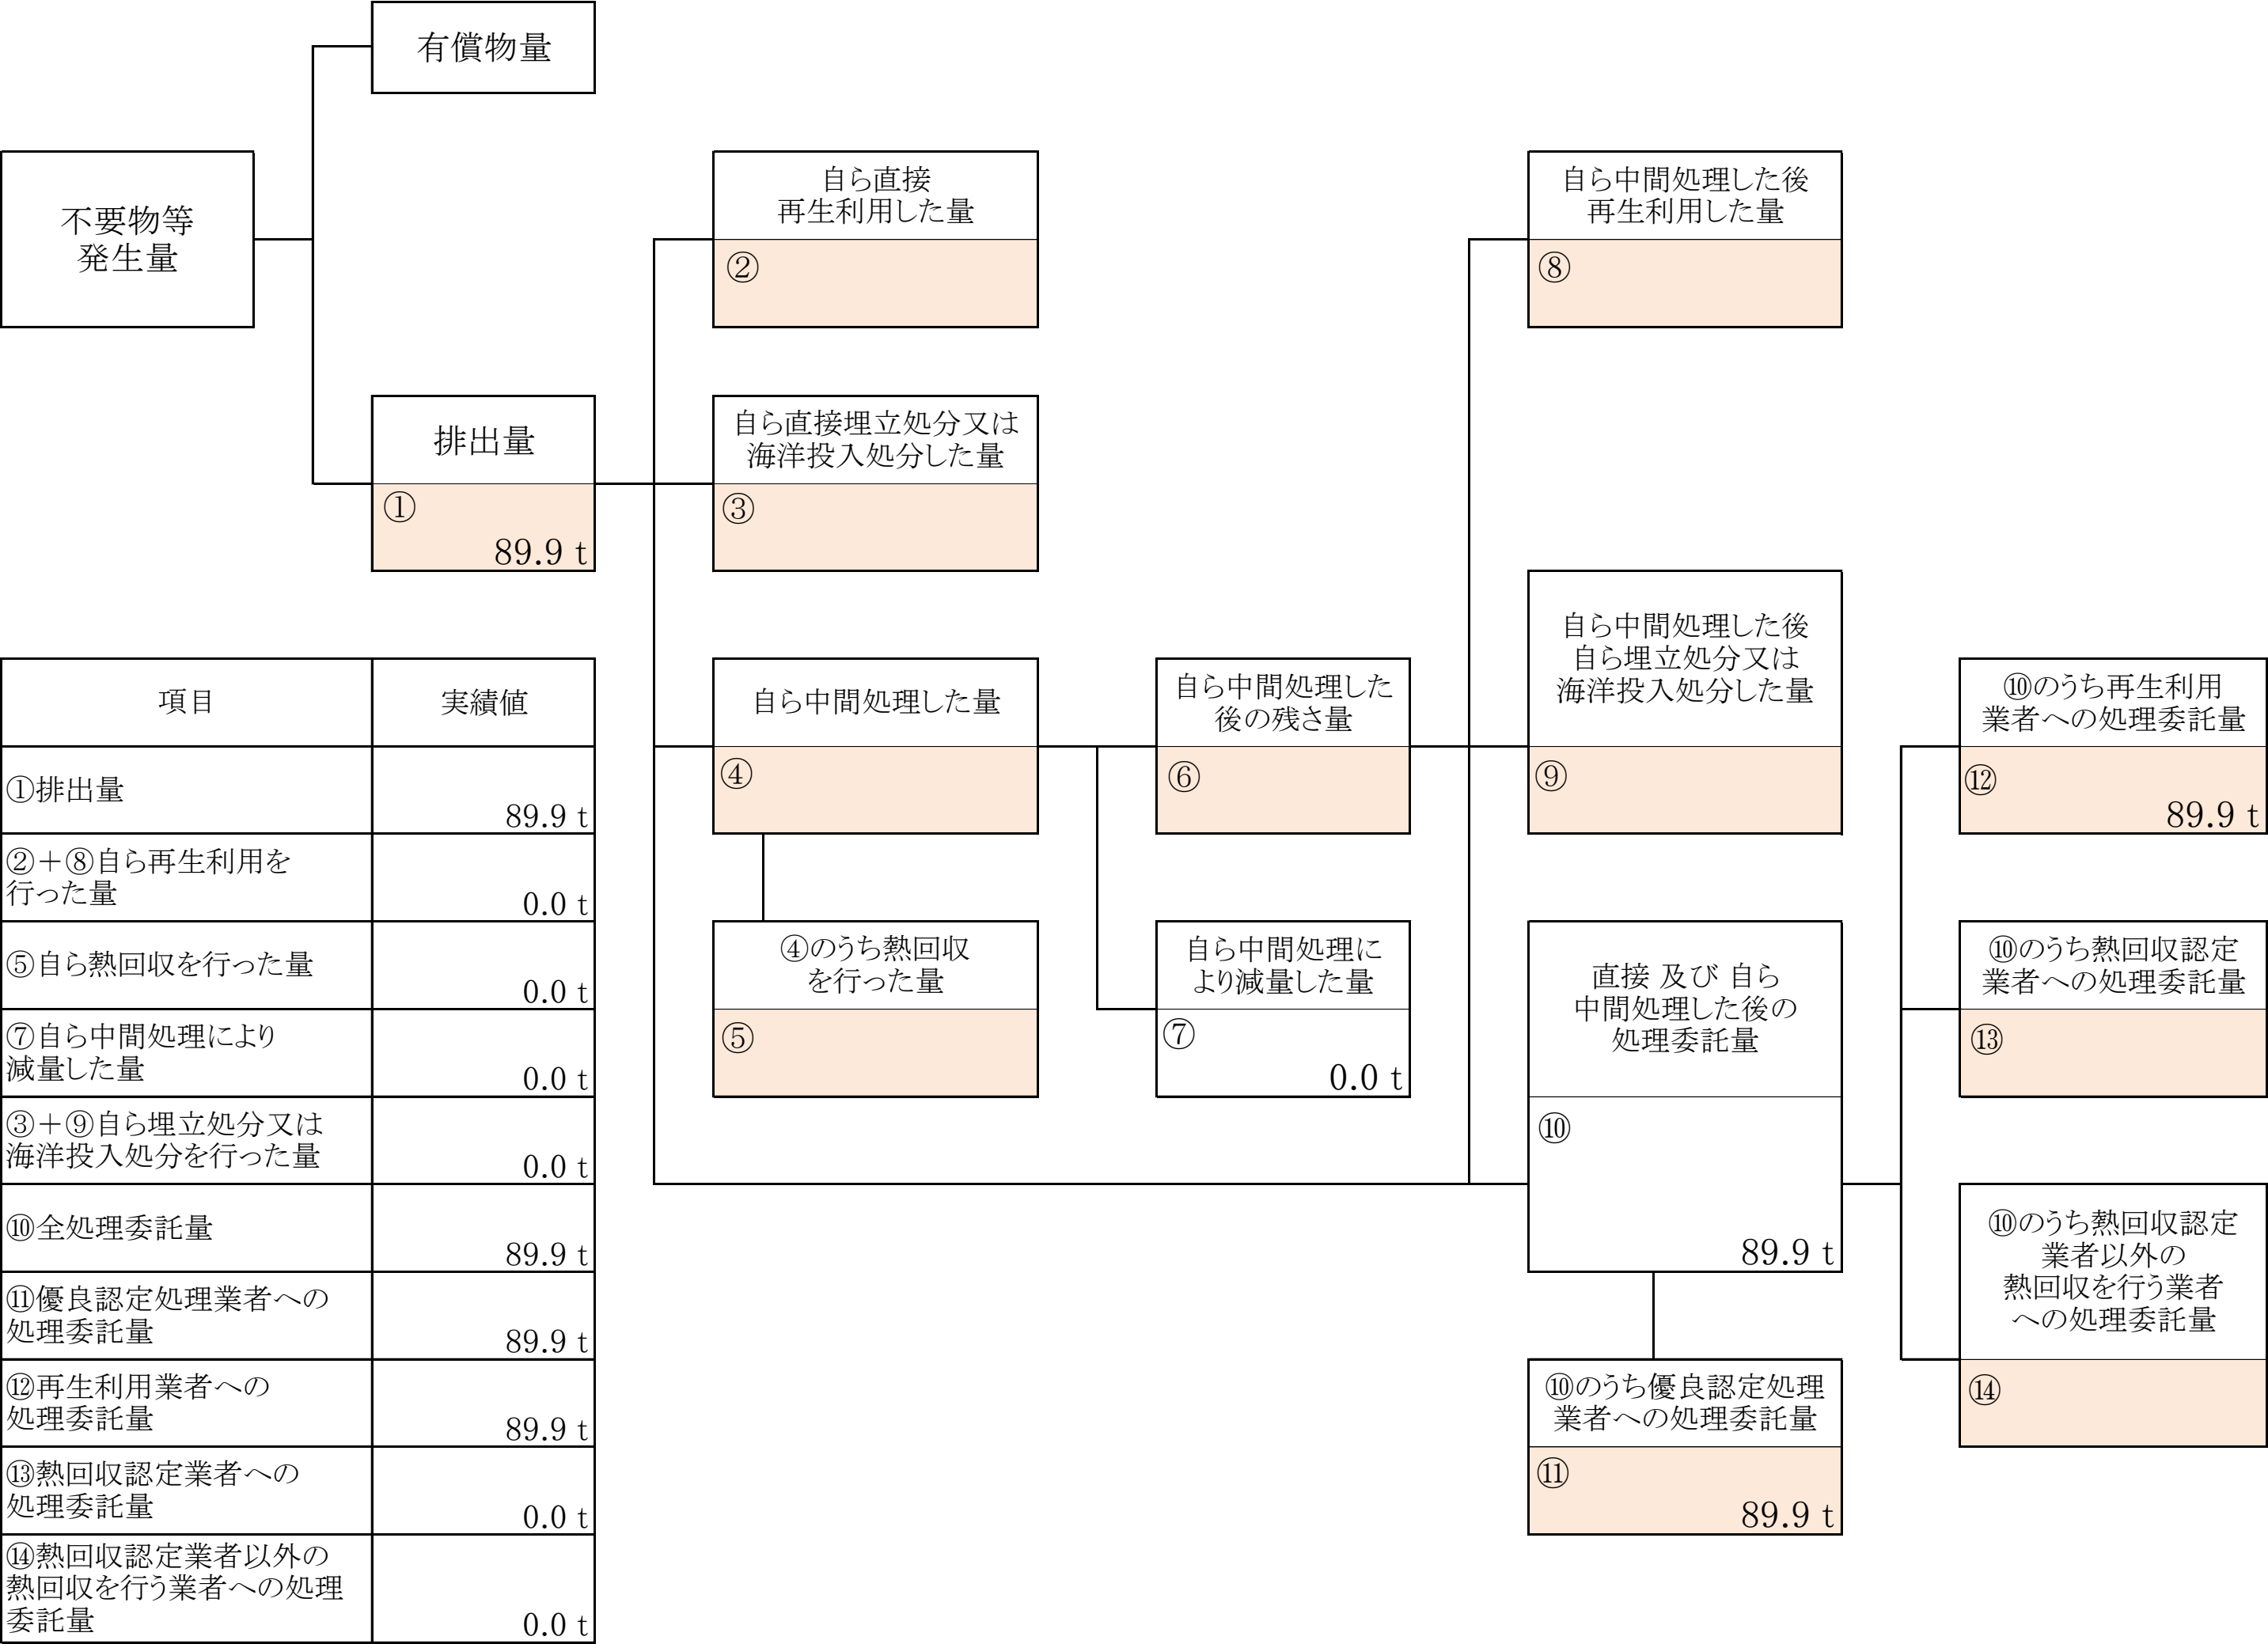 有償物量
不要物等
発生量
自ら直接
再生利用した量
②
自ら中間処理した後
再生利用した量
⑧
排出量
①
89.9 t
自ら直接埋立処分又は
海洋投入処分した量
③
自ら中間処理した量
④
自ら中間処理した
後の残さ量
⑥
自ら中間処理した後
自ら埋立処分又は
海洋投入処分した量
⑨
⑩のうち再生利用
業者への処理委託量
⑫
89.9 t
④のうち熱回収
を行った量
⑤
自ら中間処理に
より減量した量
⑦
0.0 t
直接 及び 自ら
中間処理した後の
処理委託量
⑩
89.9 t
⑩のうち熱回収認定
業者への処理委託量
⑬
⑩のうち熱回収認定
業者以外の
熱回収を行う業者
への処理委託量
⑭
⑩のうち優良認定処理
業者への処理委託量
⑪
89.9 t
項目
実績値
①排出量
89.9 t
②＋⑧自ら再生利用を
行った量
0.0 t
⑤自ら熱回収を行った量
0.0 t
⑦自ら中間処理により
減量した量
0.0 t
③＋⑨自ら埋立処分又は
海洋投入処分を行った量
0.0 t
⑩全処理委託量
89.9 t
⑪優良認定処理業者への
処理委託量
89.9 t
⑫再生利用業者への
処理委託量
89.9 t
⑬熱回収認定業者への
処理委託量
0.0 t
⑭熱回収認定業者以外の
熱回収を行う業者への処理
委託量
0.0 t